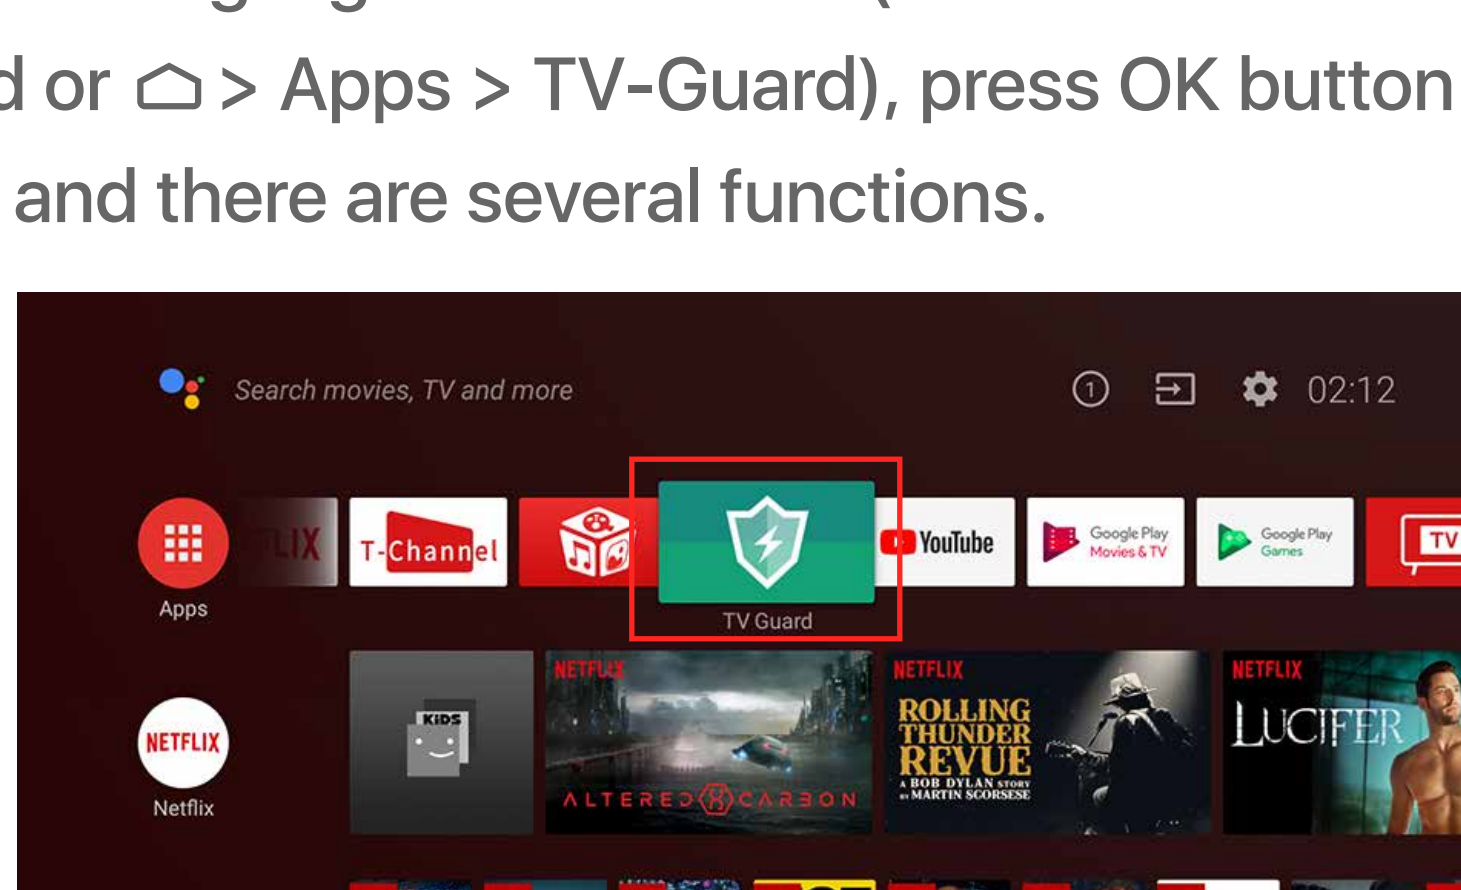 d or > Apps > TV-Guard), press OK button
and there are several functions.
Search movies, TV and more
1
02:12
LIX
T-Channel
YouTube
Google Play
Movies & TV
Google Play
Games
TV
Apps
TV Guard
KIDS
NETFLIX
ALTERED CARBON
NETFLIX
ROLLING
THUNDER
REVUE
A BOB DYLAN STORY
BY MARTIN SCORSESE
NETFLIX
LUCIFER
NETFLIX
Netflix